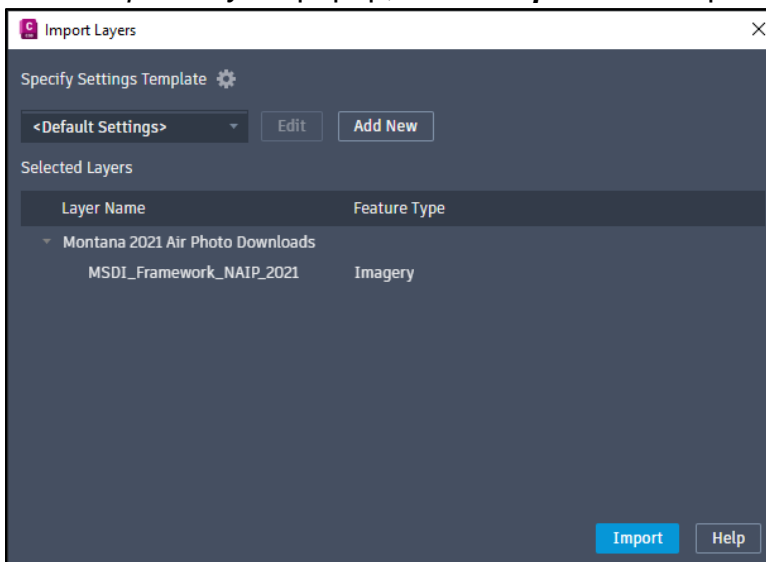 Import Layers
Specify Settings Template
<Default Settings> Edit Add New
Selected Layers
Layer Name Feature Type
Montana 2021 Air Photo Downloads
MSDI_Framework_NAIP_2021 Imagery
Import Help